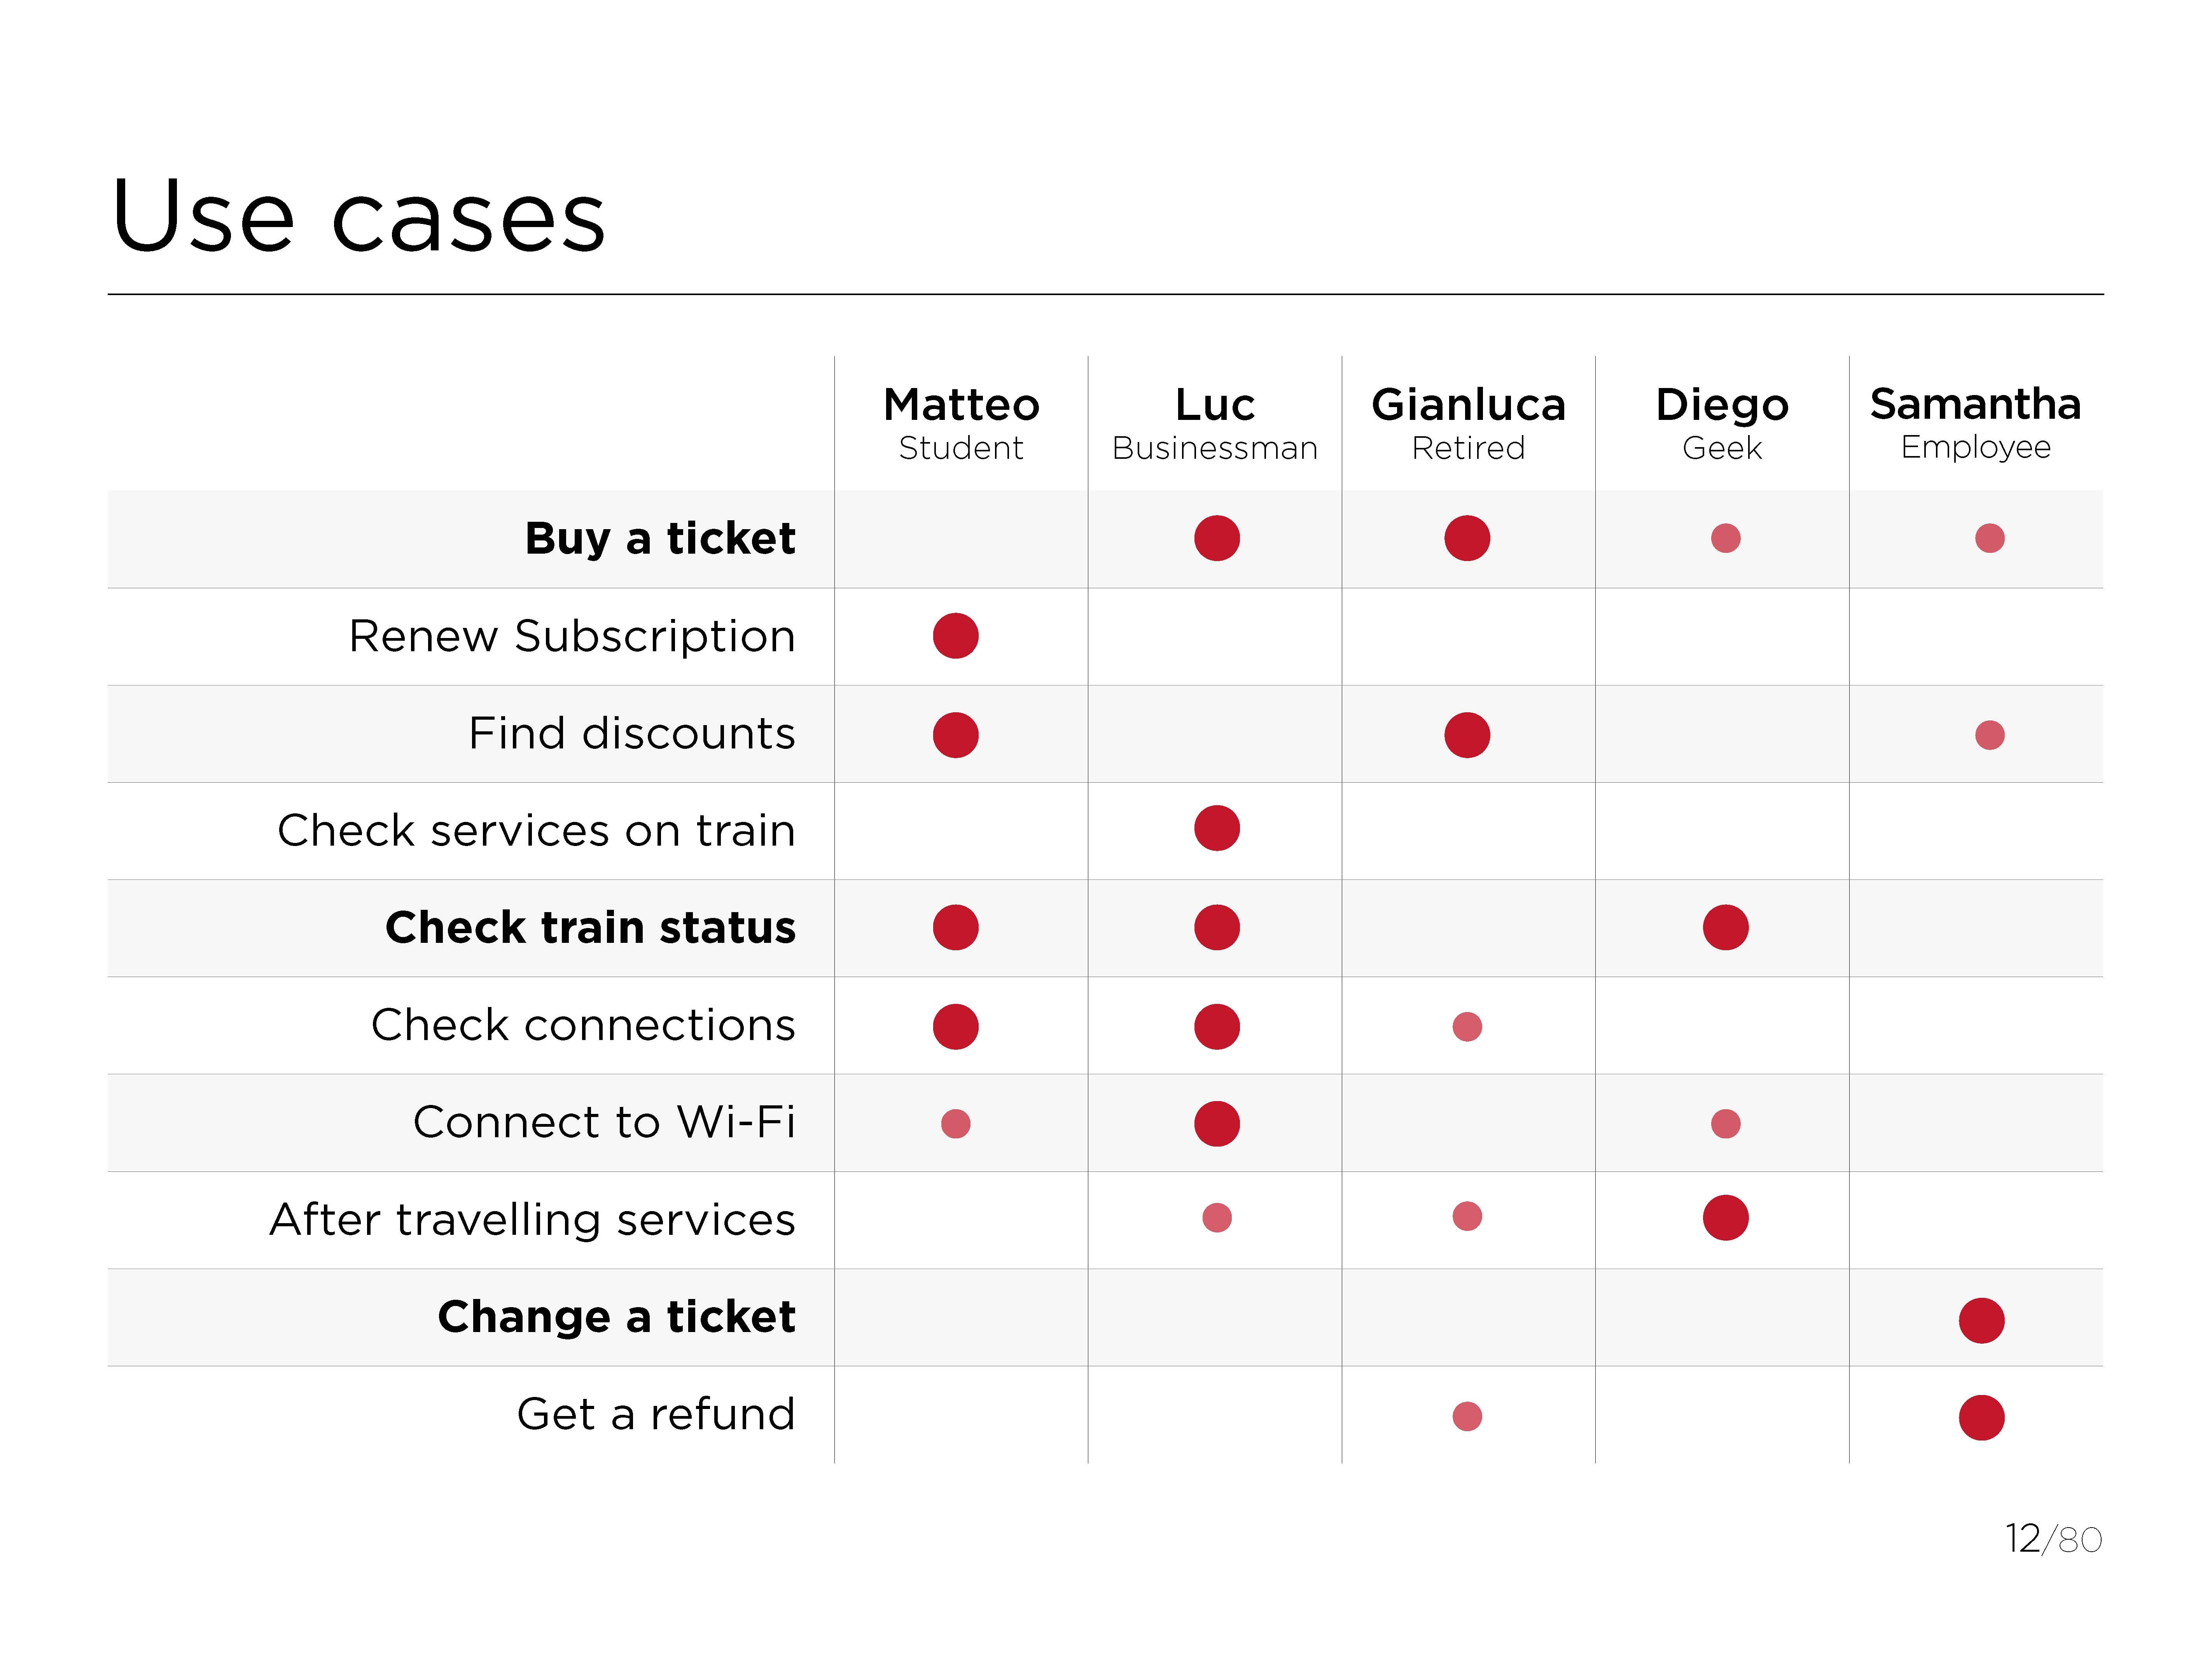 Use cases
Matteo Luc Gianluca Diego Samantha
Student Businessman Retired Geek Employee
Buy a ticket
Renew Subscription
Find discounts
Check services on train
Check train status
Check connections
Connect to Wi-Fi
After travelling services
Change a ticket
Get a refund
12/80